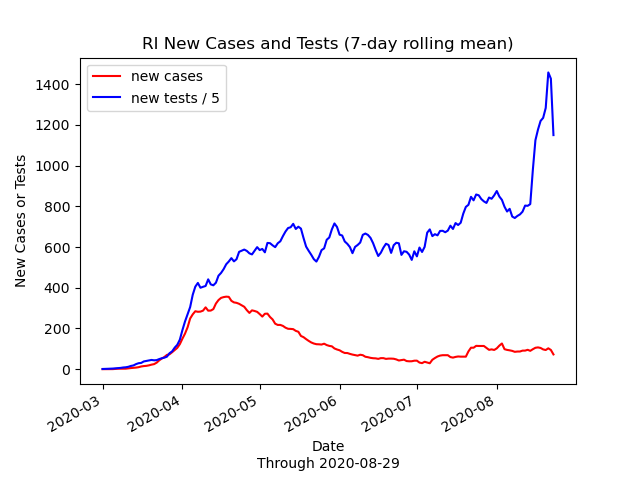 RI New Cases and Tests (7-day rolling mean)
new cases
new tests / 5
New Cases or Tests
1400
1200
1000
800
600
400
200
0
2020-03
2020-04
2020-05
2020-06
2020-07
2020-08
Date
Through 2020-08-29